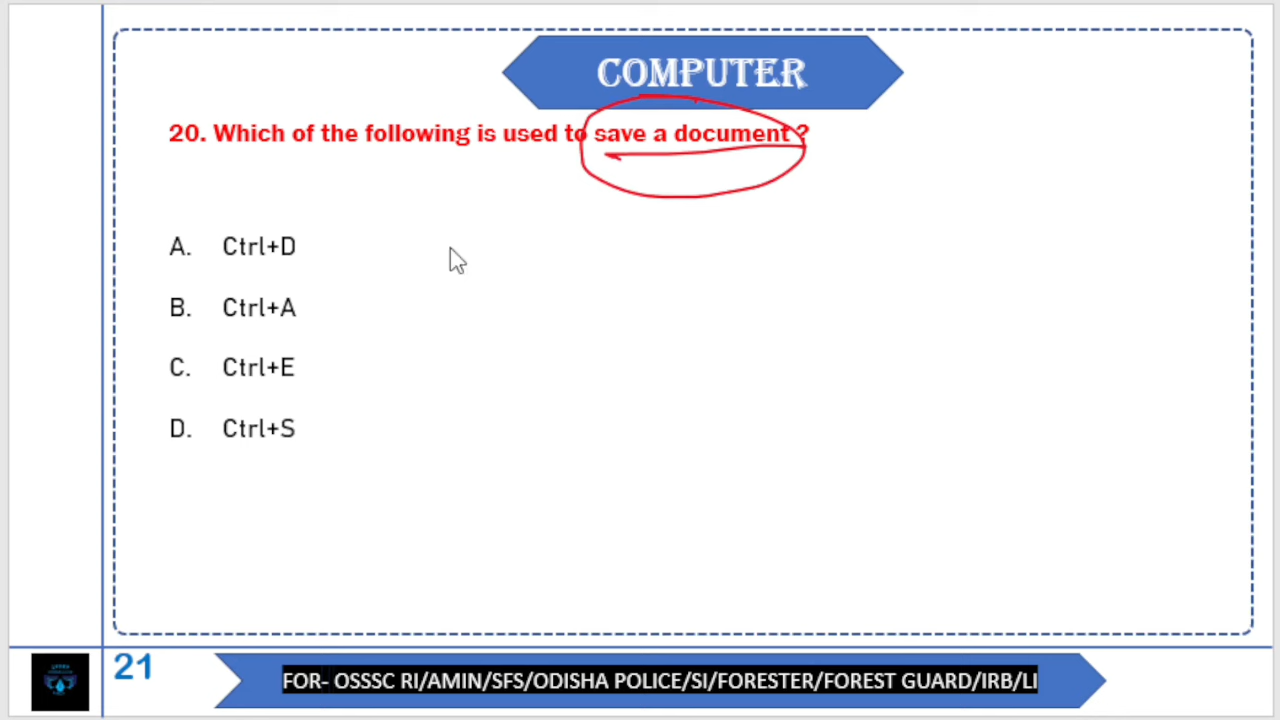 COMPUTER
20. Which of the following is used to save a document ?
A. Ctrl+D
B. Ctrl+A
C. Ctrl+E
D. Ctrl+S
21
FOR- OSSSC RI/AMIN/SFS/ODISHA POLICE/SI/FORESTER/FOREST GUARD/IRB/LI